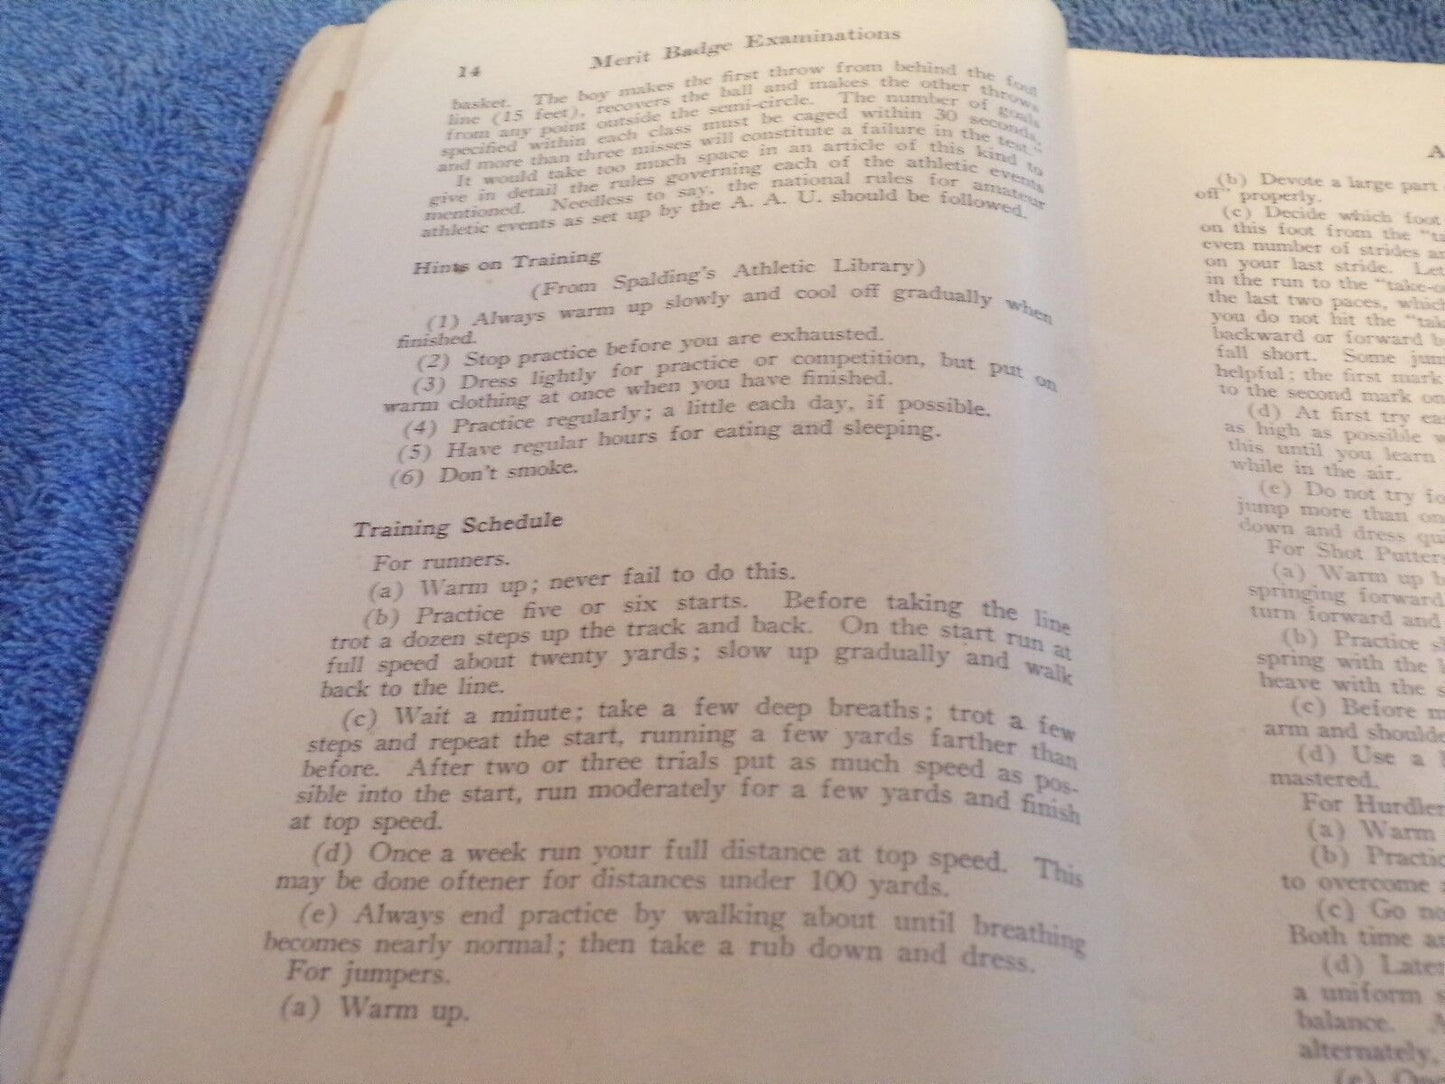 14 Merit Badge Examinations
basket. The boy makes the first throw from behind the foul
line (15 feet), recovers the ball and makes the other throws
from any point outside the semi-circle. The number of goals
specified within each class must be caged within 30 seconds,
and more than three misses will constitute a failure in the test."
It would take too much space in an article of this kind to
give in detail the rules governing each of the athletic events
mentioned. Needless to say, the national rules for amateur
athletic events as set up by the A. A. U. should be followed.
Hints on Training
(From Spalding's Athletic Library)
(1) Always warm up slowly and cool off gradually when
finished.
(2) Stop practice before you are exhausted.
(3) Dress lightly for practice or competition, but put on
warm clothing at once when you have finished.
(4) Practice regularly; a little each day, if possible.
(5) Have regular hours for eating and sleeping.
(6) Don't smoke.
Training Schedule
For runners.
(a) Warm up; never fail to do this.
(b) Practice five or six starts. Before taking the line
trot a dozen steps up the track and back. On the start run at
full speed about twenty yards; slow up gradually and walk
back to the line.
(c) Wait a minute; take a few deep breaths; trot a few
steps and repeat the start, running a few yards farther than
before. After two or three trials put as much speed as pos-
sible into the start, run moderately for a few yards and finish
at top speed.
(d) Once a week run your full distance at top speed. This
may be done oftener for distances under 100 yards.
(e) Always end practice by walking about until breathing
becomes nearly normal; then take a rub down and dress.
For jumpers.
(a) Warm up.
(b) Devote a large part
off" properly.
(c) Decide which foot
on this foot from the
even number of strides
on your last stride.
in the run to the
the last two paces,
you do not hit the
backward or forward
fall short. Some
helpful; the first mark
to the second mark on
(d) At first try
as high as possible
this until you learn
while in the air.
(e) Do not try
jump more than
down and dress
For Shot
(a) Warm up
springing forward
turn forward and
(b) Practice
spring with the
heave with the
(c) Before
arm and
(d) Use a
mastered.
For
(a) Warm
(b)
to overcome
(c) Go
Both time
(d)
a uniform
balance.
alternately.